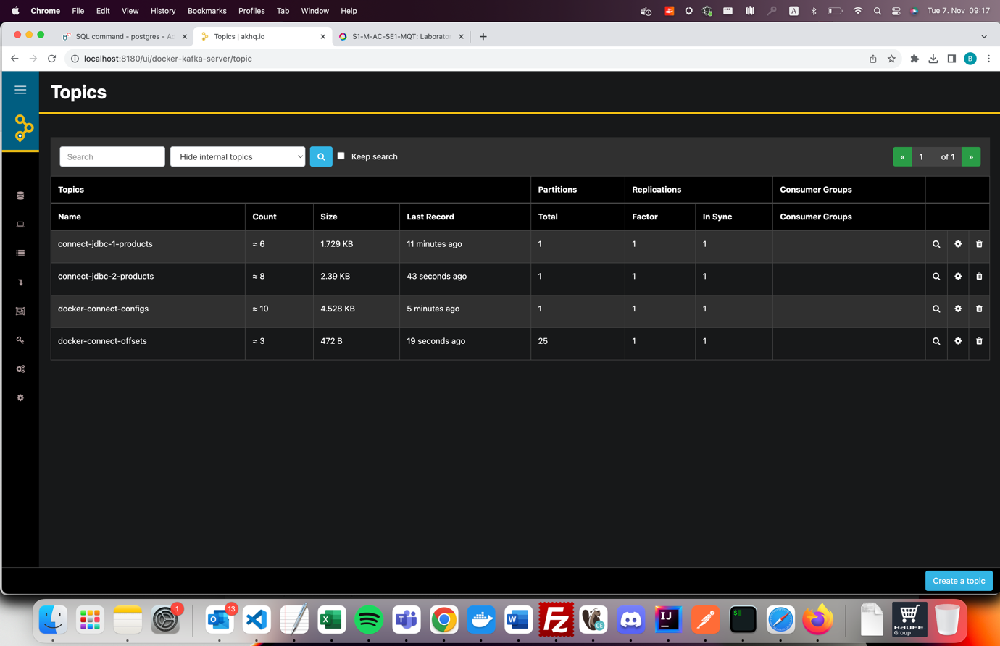 Chrome File Edit View History Bookmarks Profiles Tab Window Help A Tue 7. Nov 09:17
SQL command - postgres - Ad Topics | akhq.io S1-M-AC-SE1-MQT: Laborator
localhost:8180/ui/docker-kafka-server/topic B
Topics
Search Hide internal topics Keep search « 1 of 1 »
Topics Partitions Replications Consumer Groups
Name Count Size Last Record Total Factor In Sync Consumer Groups
connect-jdbc-1-products ≈ 6 1.729 KB 11 minutes ago 1 1 1
connect-jdbc-2-products ≈ 8 2.39 KB 43 seconds ago 1 1 1
docker-connect-configs ≈ 10 4.528 KB 5 minutes ago 1 1 1
docker-connect-offsets ≈ 3 472 B 19 seconds ago 25 1 1
Create a topic
1 13 O X W FZ CE IJ $
HAUFE
Group